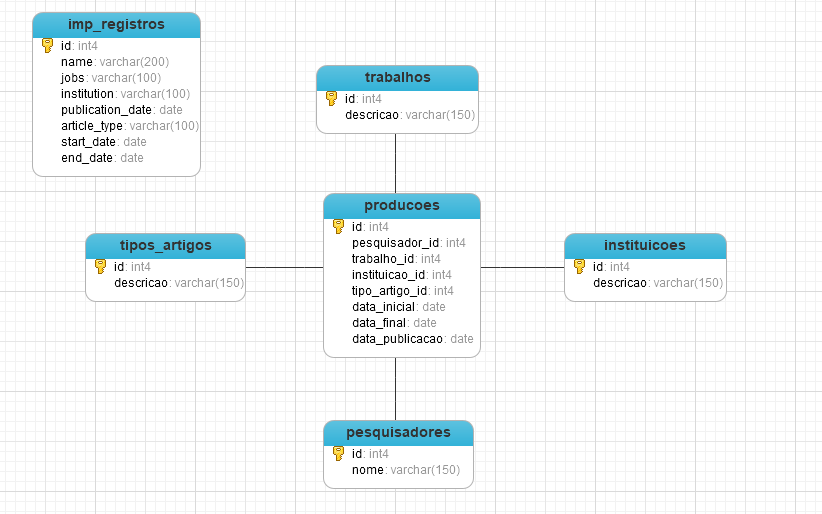 imp_registros
id: int4
name: varchar(200)
jobs: varchar(100)
institution: varchar(100)
publication_date: date
article_type: varchar(100)
start_date: date
end_date: date
trabalhos
id: int4
descricao: varchar(150)
producoes
id: int4
pesquisador_id: int4
trabalho_id: int4
instituicao_id: int4
tipo_artigo_id: int4
data_inicial: date
data_final: date
data_publicacao: date
tipos_artigos
id: int4
descricao: varchar(150)
instituicoes
id: int4
descricao: varchar(150)
pesquisadores
id: int4
nome: varchar(150)